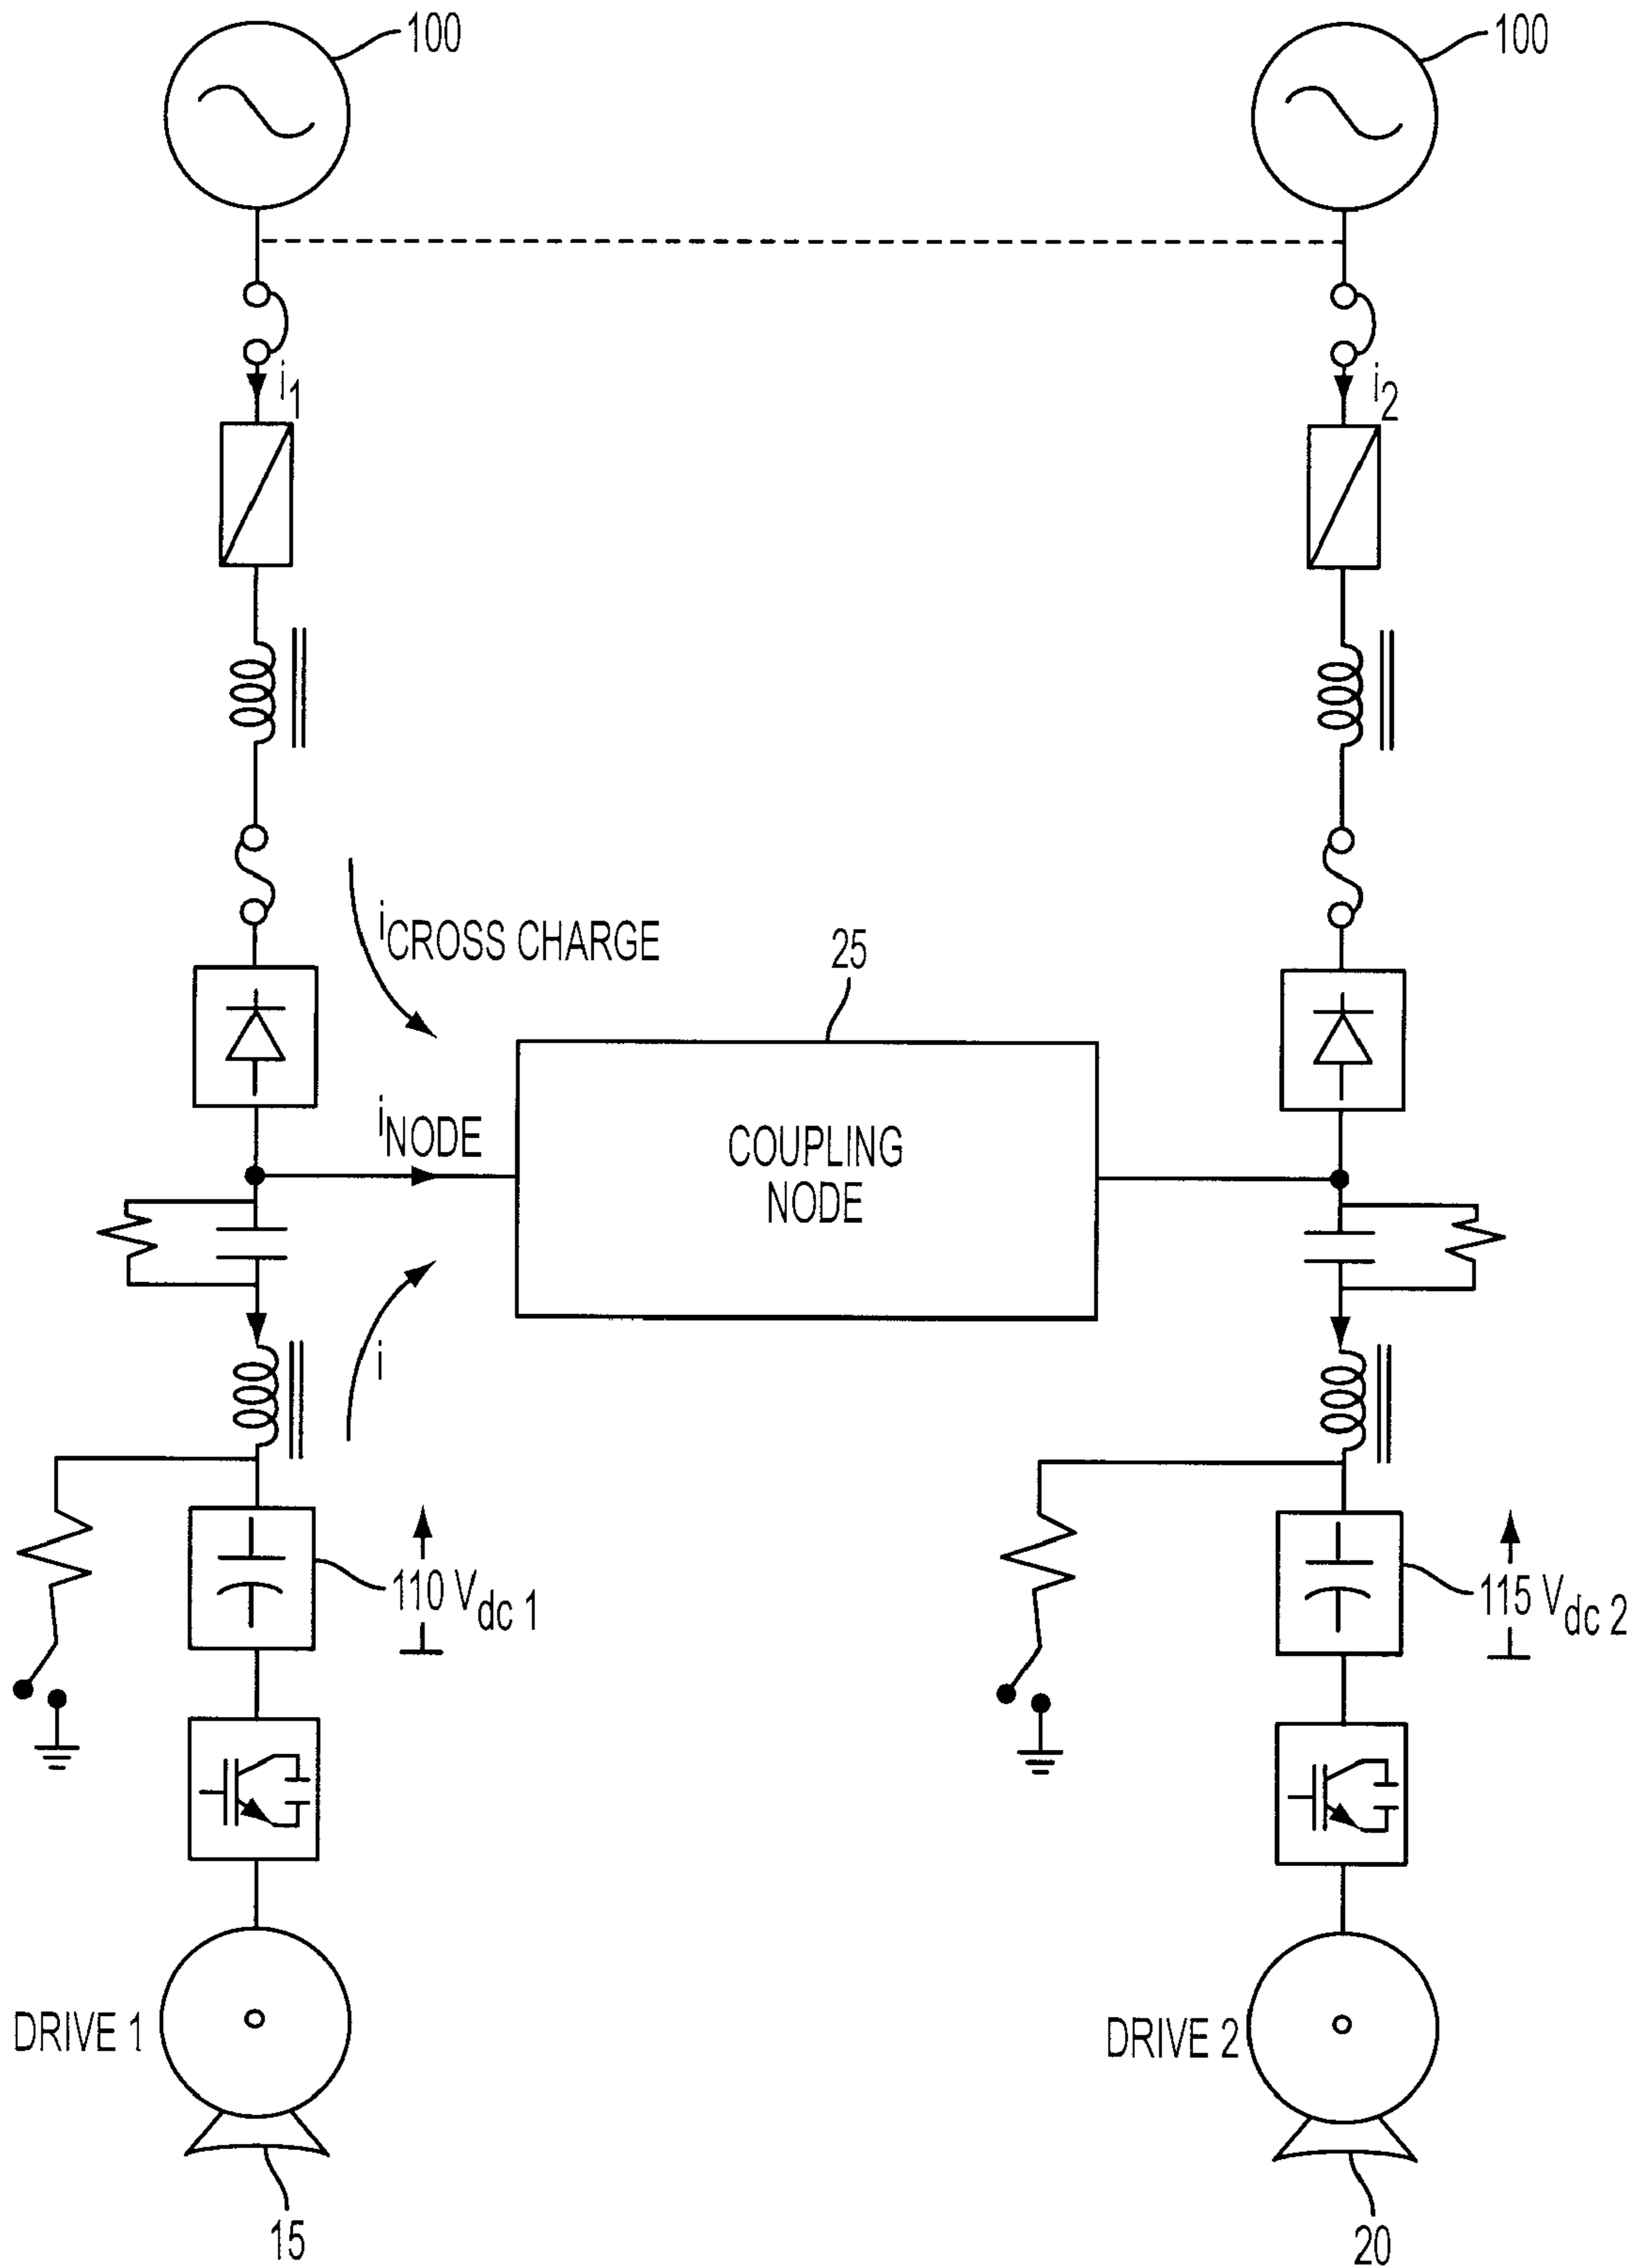 100
100
i1
i2
iCROSS CHARGE
25
iNODE
COUPLING
NODE
i
110 Vdc 1
115 Vdc 2
DRIVE 1
DRIVE 2
15
20